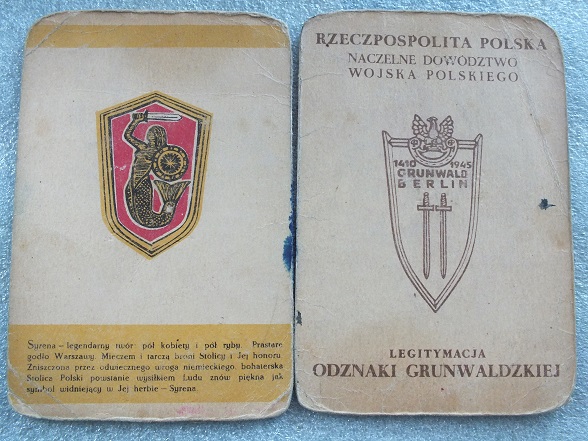 Syrena – legendarny twór: pół kobiety i pół ryby. Prastare
godło Warszawy. Mieczem i tarczą broni Stolicy i Jej honoru.
Zniszczona przez odwiecznego wroga niemieckiego, bohaterska
Stolica Polski powstanie wysiłkiem Ludu znów piękna jak
symbol widniejący w Jej herbie – Syrena.
RZECZPOSPOLITA POLSKA
NACZELNE DOWÓDZTWO
WOJSKA POLSKIEGO
1410 1945
GRUNWALD
BERLIN
LEGITYMACJA
ODZNAKI GRUNWALDZKIEJ